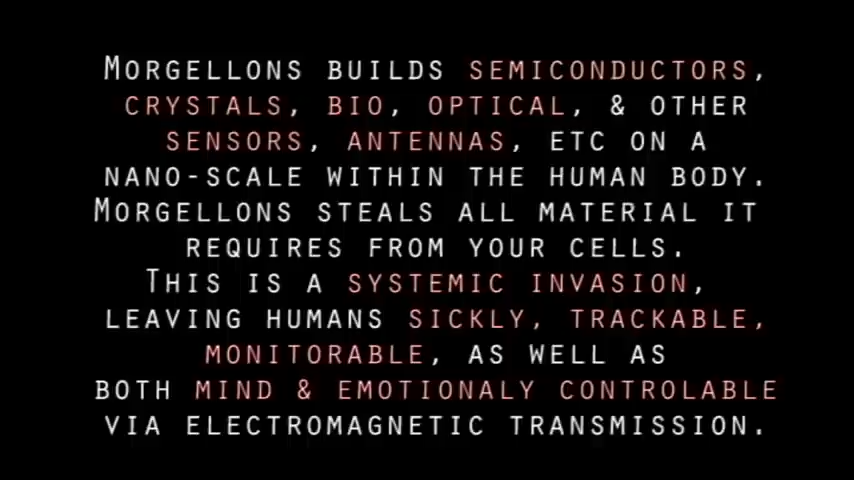 Morgellons builds semiconductors,
crystals, bio, optical, & other
sensors, antennas, etc on a
nano-scale within the human body.
Morgellons steals all material it
requires from your cells.
This is a systemic invasion,
leaving humans sickly, trackable,
monitorable, as well as
both mind & emotionaly controlable
via electromagnetic transmission.